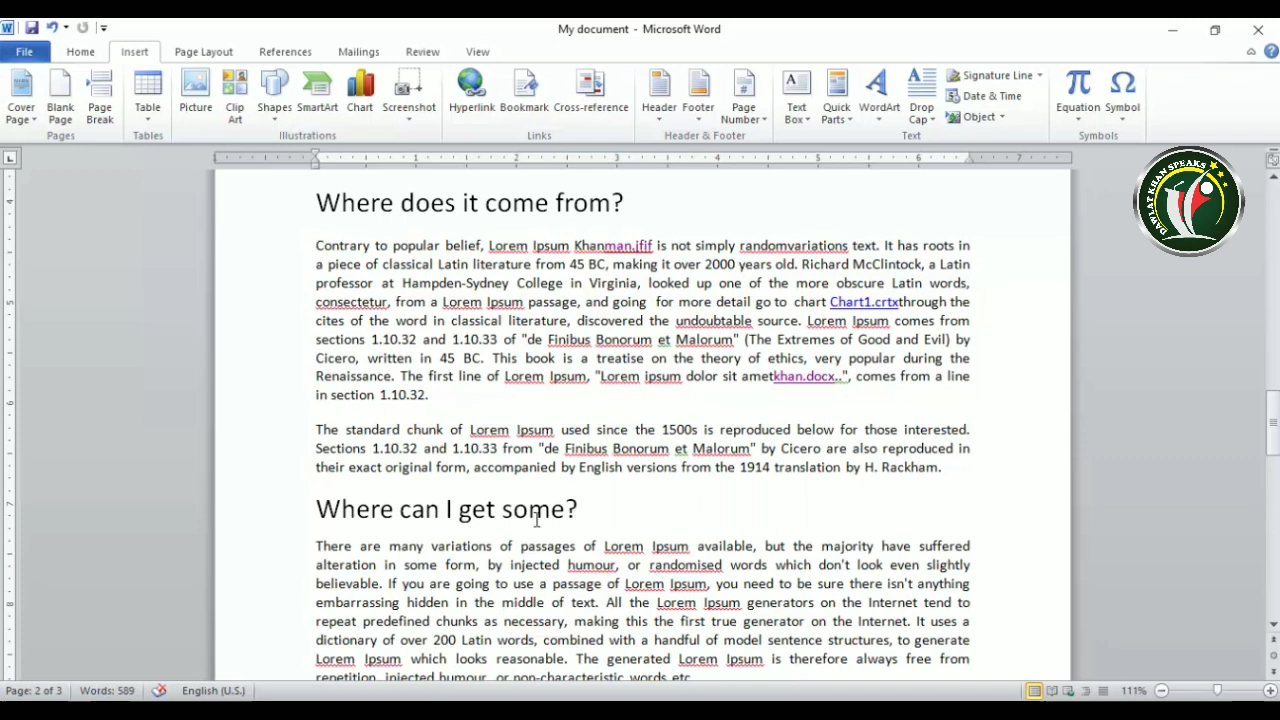 My document - Microsoft Word
File Home Insert Page Layout References Mailings Review View
Cover Page Blank Page Page Break Table Picture Clip Art Shapes SmartArt Chart Screenshot Hyperlink Bookmark Cross-reference Header Footer Page Number Text Box Quick Parts WordArt Drop Cap Signature Line Date & Time Object Equation Symbol
Pages Tables Illustrations Links Header & Footer Text Symbols
1 2 3 4 5 6 7
DAWLAT KHAN SPEAKS
Where does it come from?
Contrary to popular belief, Lorem Ipsum Khanman.jfif is not simply randomvariations text. It has roots in
a piece of classical Latin literature from 45 BC, making it over 2000 years old. Richard McClintock, a Latin
professor at Hampden-Sydney College in Virginia, looked up one of the more obscure Latin words,
consectetur, from a Lorem Ipsum passage, and going for more detail go to chart Chart1.crtxthrough the
cites of the word in classical literature, discovered the undoubtable source. Lorem Ipsum comes from
sections 1.10.32 and 1.10.33 of "de Finibus Bonorum et Malorum" (The Extremes of Good and Evil) by
Cicero, written in 45 BC. This book is a treatise on the theory of ethics, very popular during the
Renaissance. The first line of Lorem Ipsum, "Lorem ipsum dolor sit ametkhan.docx..", comes from a line
in section 1.10.32.
The standard chunk of Lorem Ipsum used since the 1500s is reproduced below for those interested.
Sections 1.10.32 and 1.10.33 from "de Finibus Bonorum et Malorum" by Cicero are also reproduced in
their exact original form, accompanied by English versions from the 1914 translation by H. Rackham.
Where can I get some?
There are many variations of passages of Lorem Ipsum available, but the majority have suffered
alteration in some form, by injected humour, or randomised words which don't look even slightly
believable. If you are going to use a passage of Lorem Ipsum, you need to be sure there isn't anything
embarrassing hidden in the middle of text. All the Lorem Ipsum generators on the Internet tend to
repeat predefined chunks as necessary, making this the first true generator on the Internet. It uses a
dictionary of over 200 Latin words, combined with a handful of model sentence structures, to generate
Lorem Ipsum which looks reasonable. The generated Lorem Ipsum is therefore always free from
repetition, injected humour, or non-characteristic words etc.
Page: 2 of 3 Words: 589 English (U.S.) 111%